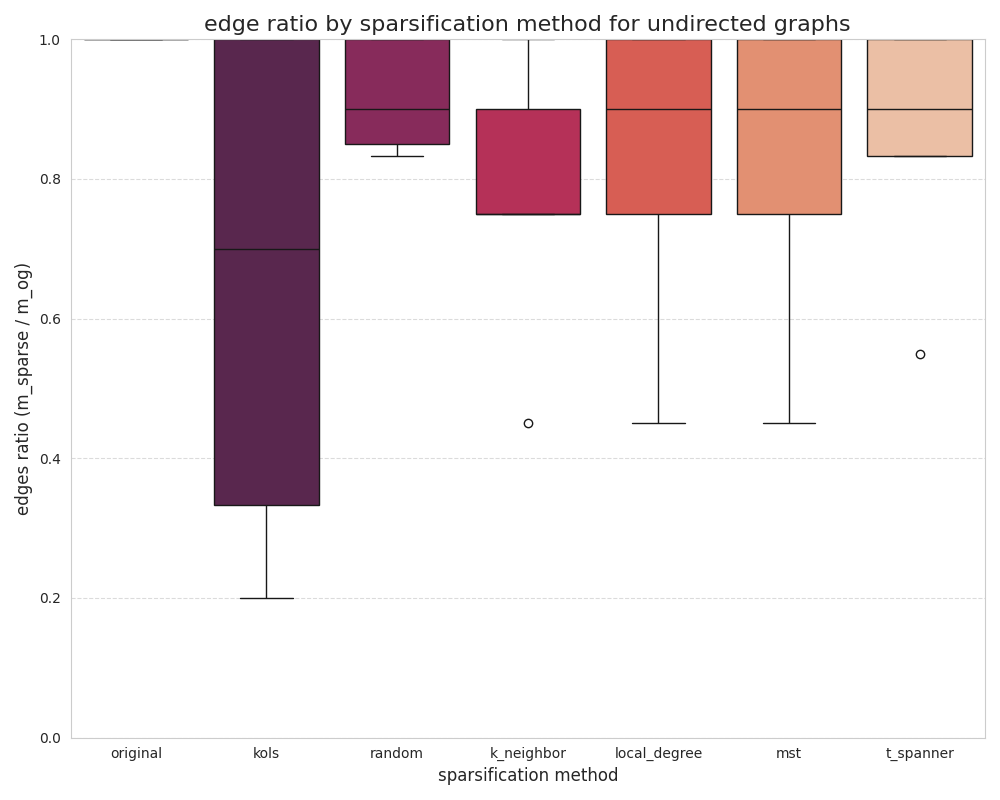 edge ratio by sparsification method for undirected graphs
edges ratio (m_sparse / m_og)
1.0
0.8
0.6
0.4
0.2
0.0
original kols random k_neighbor local_degree mst t_spanner
sparsification method